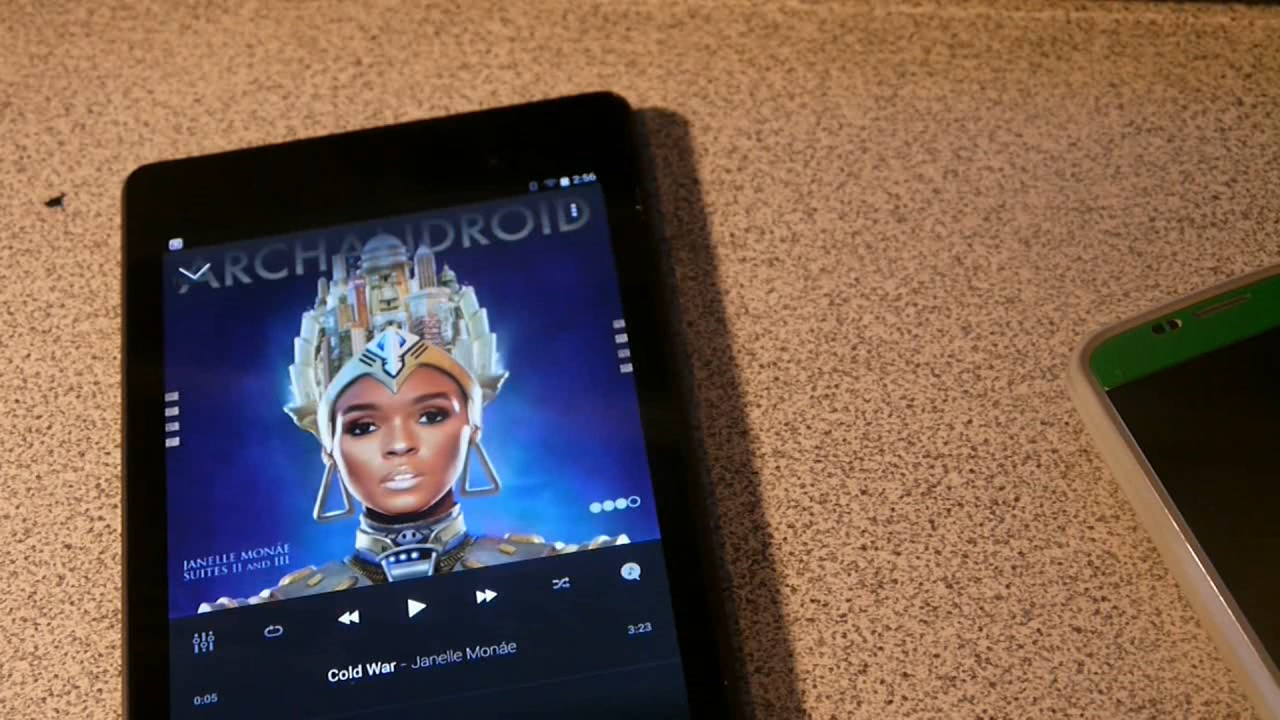 2:56
ARCHANDROID
JANELLE MONÁE
SUITES II AND III
3:23
Cold War - Janelle Monáe
0:05